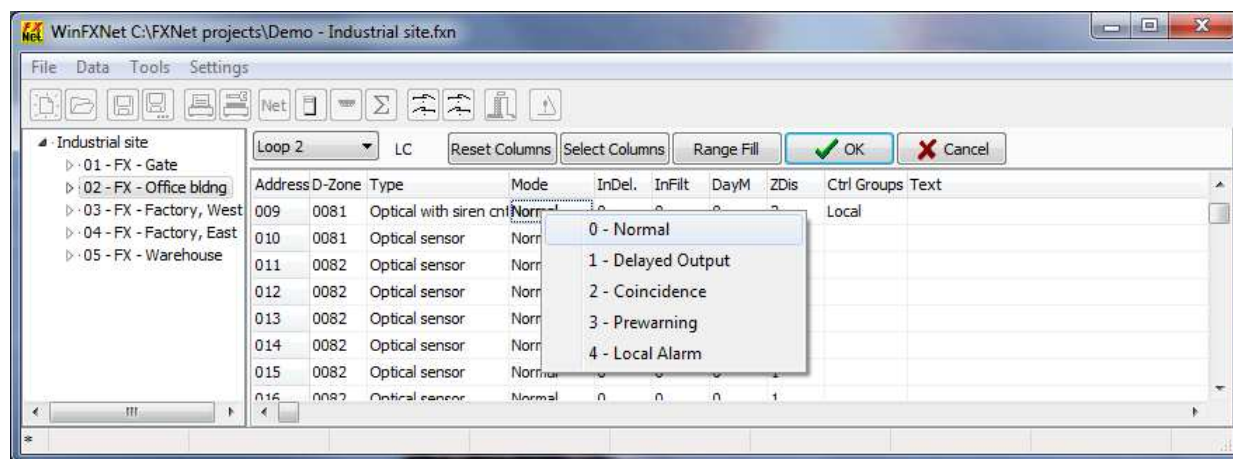 WinFXNet C:\FXNet projects\Demo - Industrial site.fxn
File Data Tools Settings
Net Σ
Industrial site
01 - FX - Gate
02 - FX - Office bldng
03 - FX - Factory, West
04 - FX - Factory, East
05 - FX - Warehouse
Loop 2 LC Reset Columns Select Columns Range Fill OK Cancel
Address D-Zone Type Mode InDel. InFilt DayM ZDis Ctrl Groups Text
009 0081 Optical with siren cnt Normal Local
010 0081 Optical sensor
011 0082 Optical sensor
012 0082 Optical sensor
013 0082 Optical sensor
014 0082 Optical sensor
015 0082 Optical sensor Normal 1
016 0082 Optical sensor Normal 0 0 0 1
0 - Normal
1 - Delayed Output
2 - Coincidence
3 - Prewarning
4 - Local Alarm
*